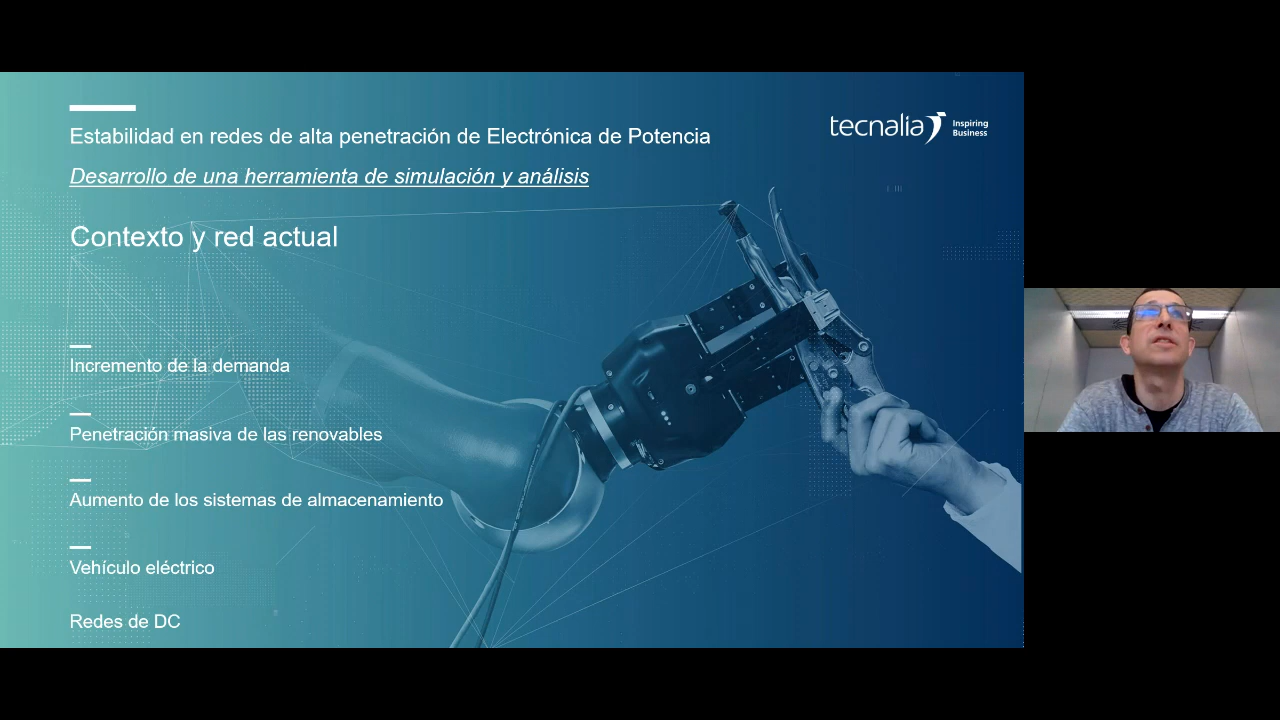 Estabilidad en redes de alta penetración de Electrónica de Potencia
tecnalia Inspiring Business
Desarrollo de una herramienta de simulación y análisis
Contexto y red actual
Incremento de la demanda
Penetración masiva de las renovables
Aumento de los sistemas de almacenamiento
Vehículo eléctrico
Redes de DC